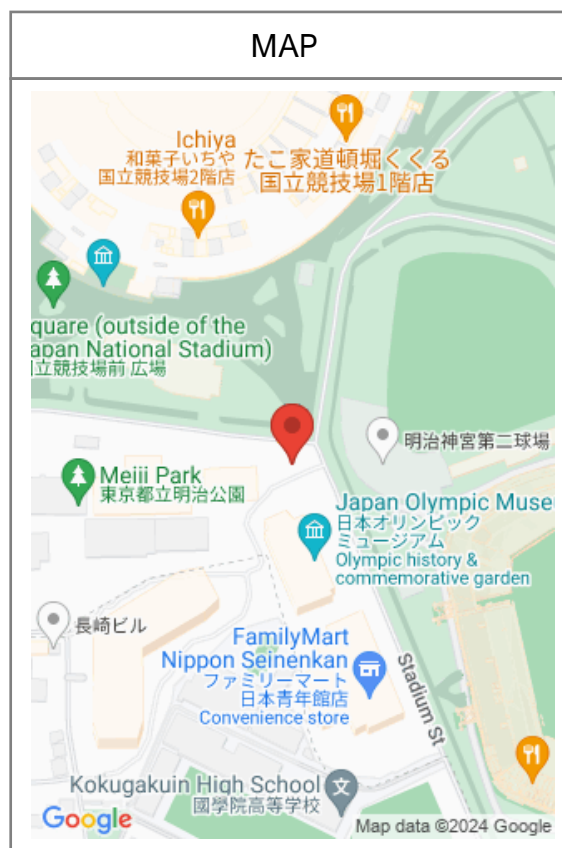 MAP
Ichiya
和菓子いちや
国立競技場2階店
たこ家道頓堀くくる
国立競技場1階店
quare (outside of the
apan National Stadium)
国立競技場前 広場
明治神宮第二球場
Meiji Park
東京都立明治公園
Japan Olympic Muse
日本オリンピック
ミュージアム
Olympic history &
commemorative garden
長崎ビル
FamilyMart
Nippon Seinenkan
ファミリーマート
日本青年館店
Convenience store
Stadium St
Kokugakuin High School
國學院高等学校
文
Google
Map data ©2024 Google